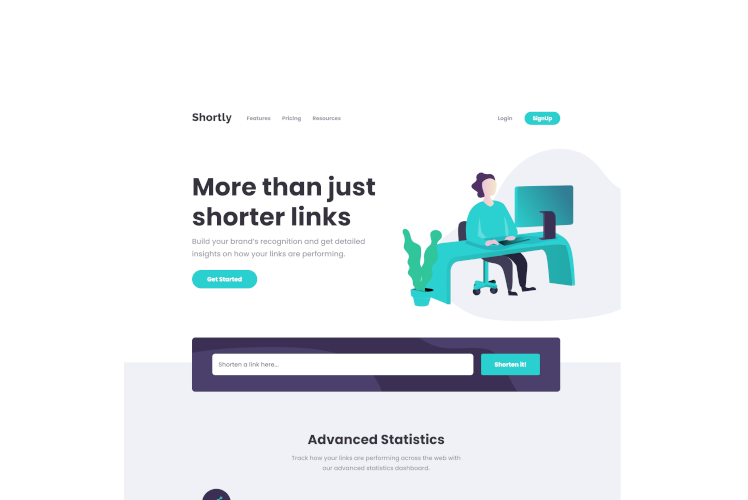 Shortly Features Pricing Resources Login SignUp
More than just
shorter links
Build your brand's recognition and get detailed
insights on how your links are performing.
Get Started
Shorten a link here... Shorten it!
Advanced Statistics
Track how your links are performing across the web with
our advanced statistics dashboard.